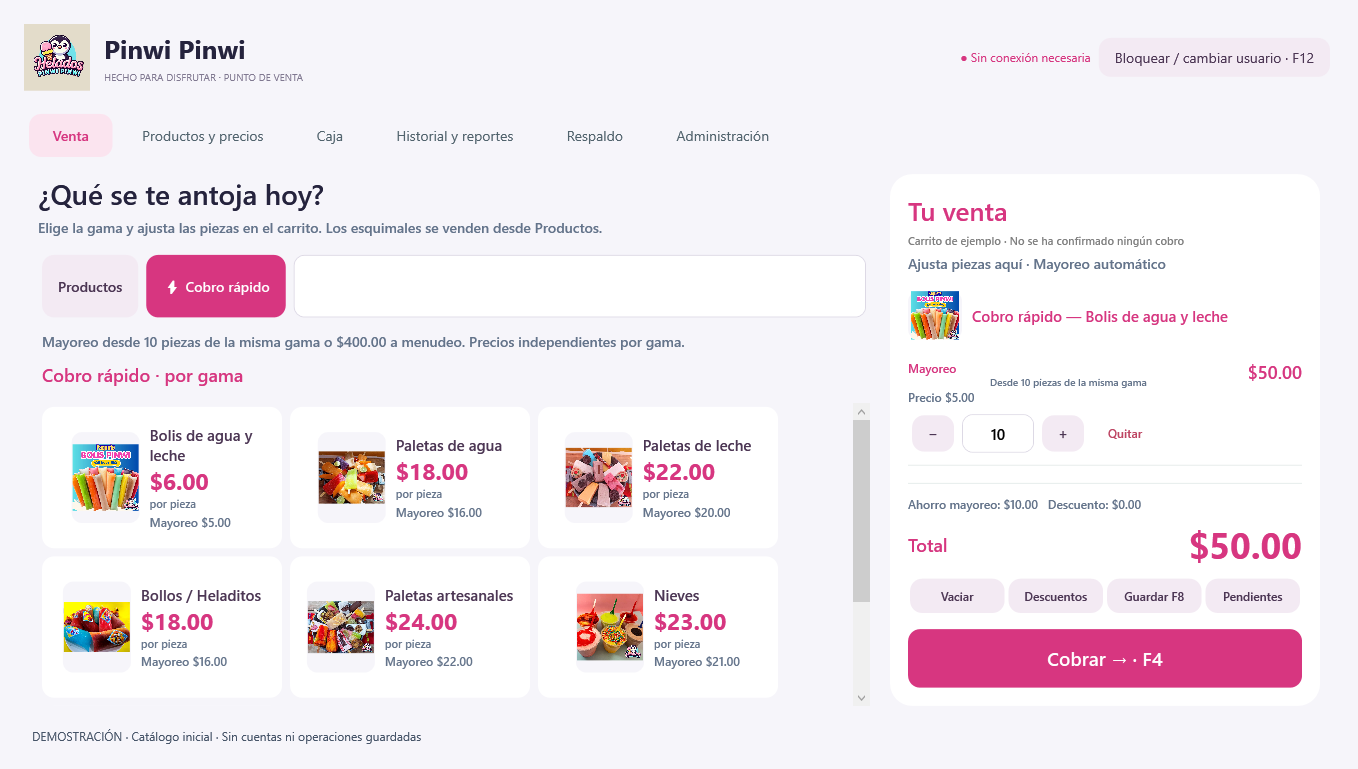 Helados
PINWI PINWI
Pinwi Pinwi
HECHO PARA DISFRUTAR · PUNTO DE VENTA
● Sin conexión necesaria
Bloquear / cambiar usuario · F12
Venta
Productos y precios
Caja
Historial y reportes
Respaldo
Administración
¿Qué se te antoja hoy?
Elige la gama y ajusta las piezas en el carrito. Los esquimales se venden desde Productos.
Productos
Cobro rápido
Mayoreo desde 10 piezas de la misma gama o $400.00 a menudeo. Precios independientes por gama.
Cobro rápido · por gama
BOLIS PINWI
Bolis de agua y
leche
$6.00
por pieza
Mayoreo $5.00
Paletas de agua
$18.00
por pieza
Mayoreo $16.00
Paletas de leche
$22.00
por pieza
Mayoreo $20.00
Bollos / Heladitos
$18.00
por pieza
Mayoreo $16.00
Paletas artesanales
$24.00
por pieza
Mayoreo $22.00
Nieves
$23.00
por pieza
Mayoreo $21.00
Tu venta
Carrito de ejemplo · No se ha confirmado ningún cobro
Ajusta piezas aquí · Mayoreo automático
BOLIS PINWI
Cobro rápido — Bolis de agua y leche
Mayoreo
Desde 10 piezas de la misma gama
$50.00
Precio $5.00
− 10 + Quitar
Ahorro mayoreo: $10.00 Descuento: $0.00
Total $50.00
Vaciar
Descuentos
Guardar F8
Pendientes
Cobrar → · F4
DEMOSTRACIÓN · Catálogo inicial · Sin cuentas ni operaciones guardadas